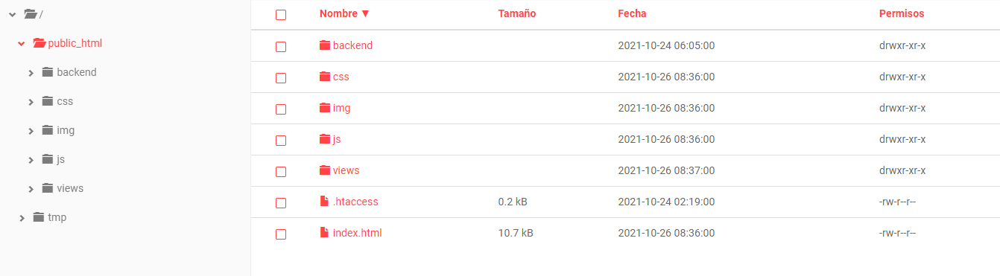 /
public_html
backend
css
img
js
views
tmp
Nombre ▼ Tamaño Fecha Permisos
backend 2021-10-24 06:05:00 drwxr-xr-x
css 2021-10-26 08:36:00 drwxr-xr-x
img 2021-10-26 08:36:00 drwxr-xr-x
js 2021-10-26 08:36:00 drwxr-xr-x
views 2021-10-26 08:37:00 drwxr-xr-x
.htaccess 0.2 kB 2021-10-24 02:19:00 -rw-r--r--
index.html 10.7 kB 2021-10-26 08:36:00 -rw-r--r--